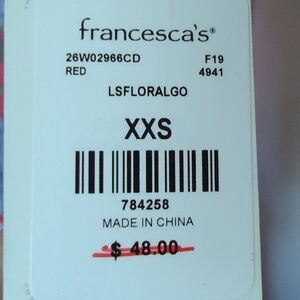 francesca's®
26W02966CD F19
RED 4941
LSFLORALGO
XXS
784258
MADE IN CHINA
$ 48.00